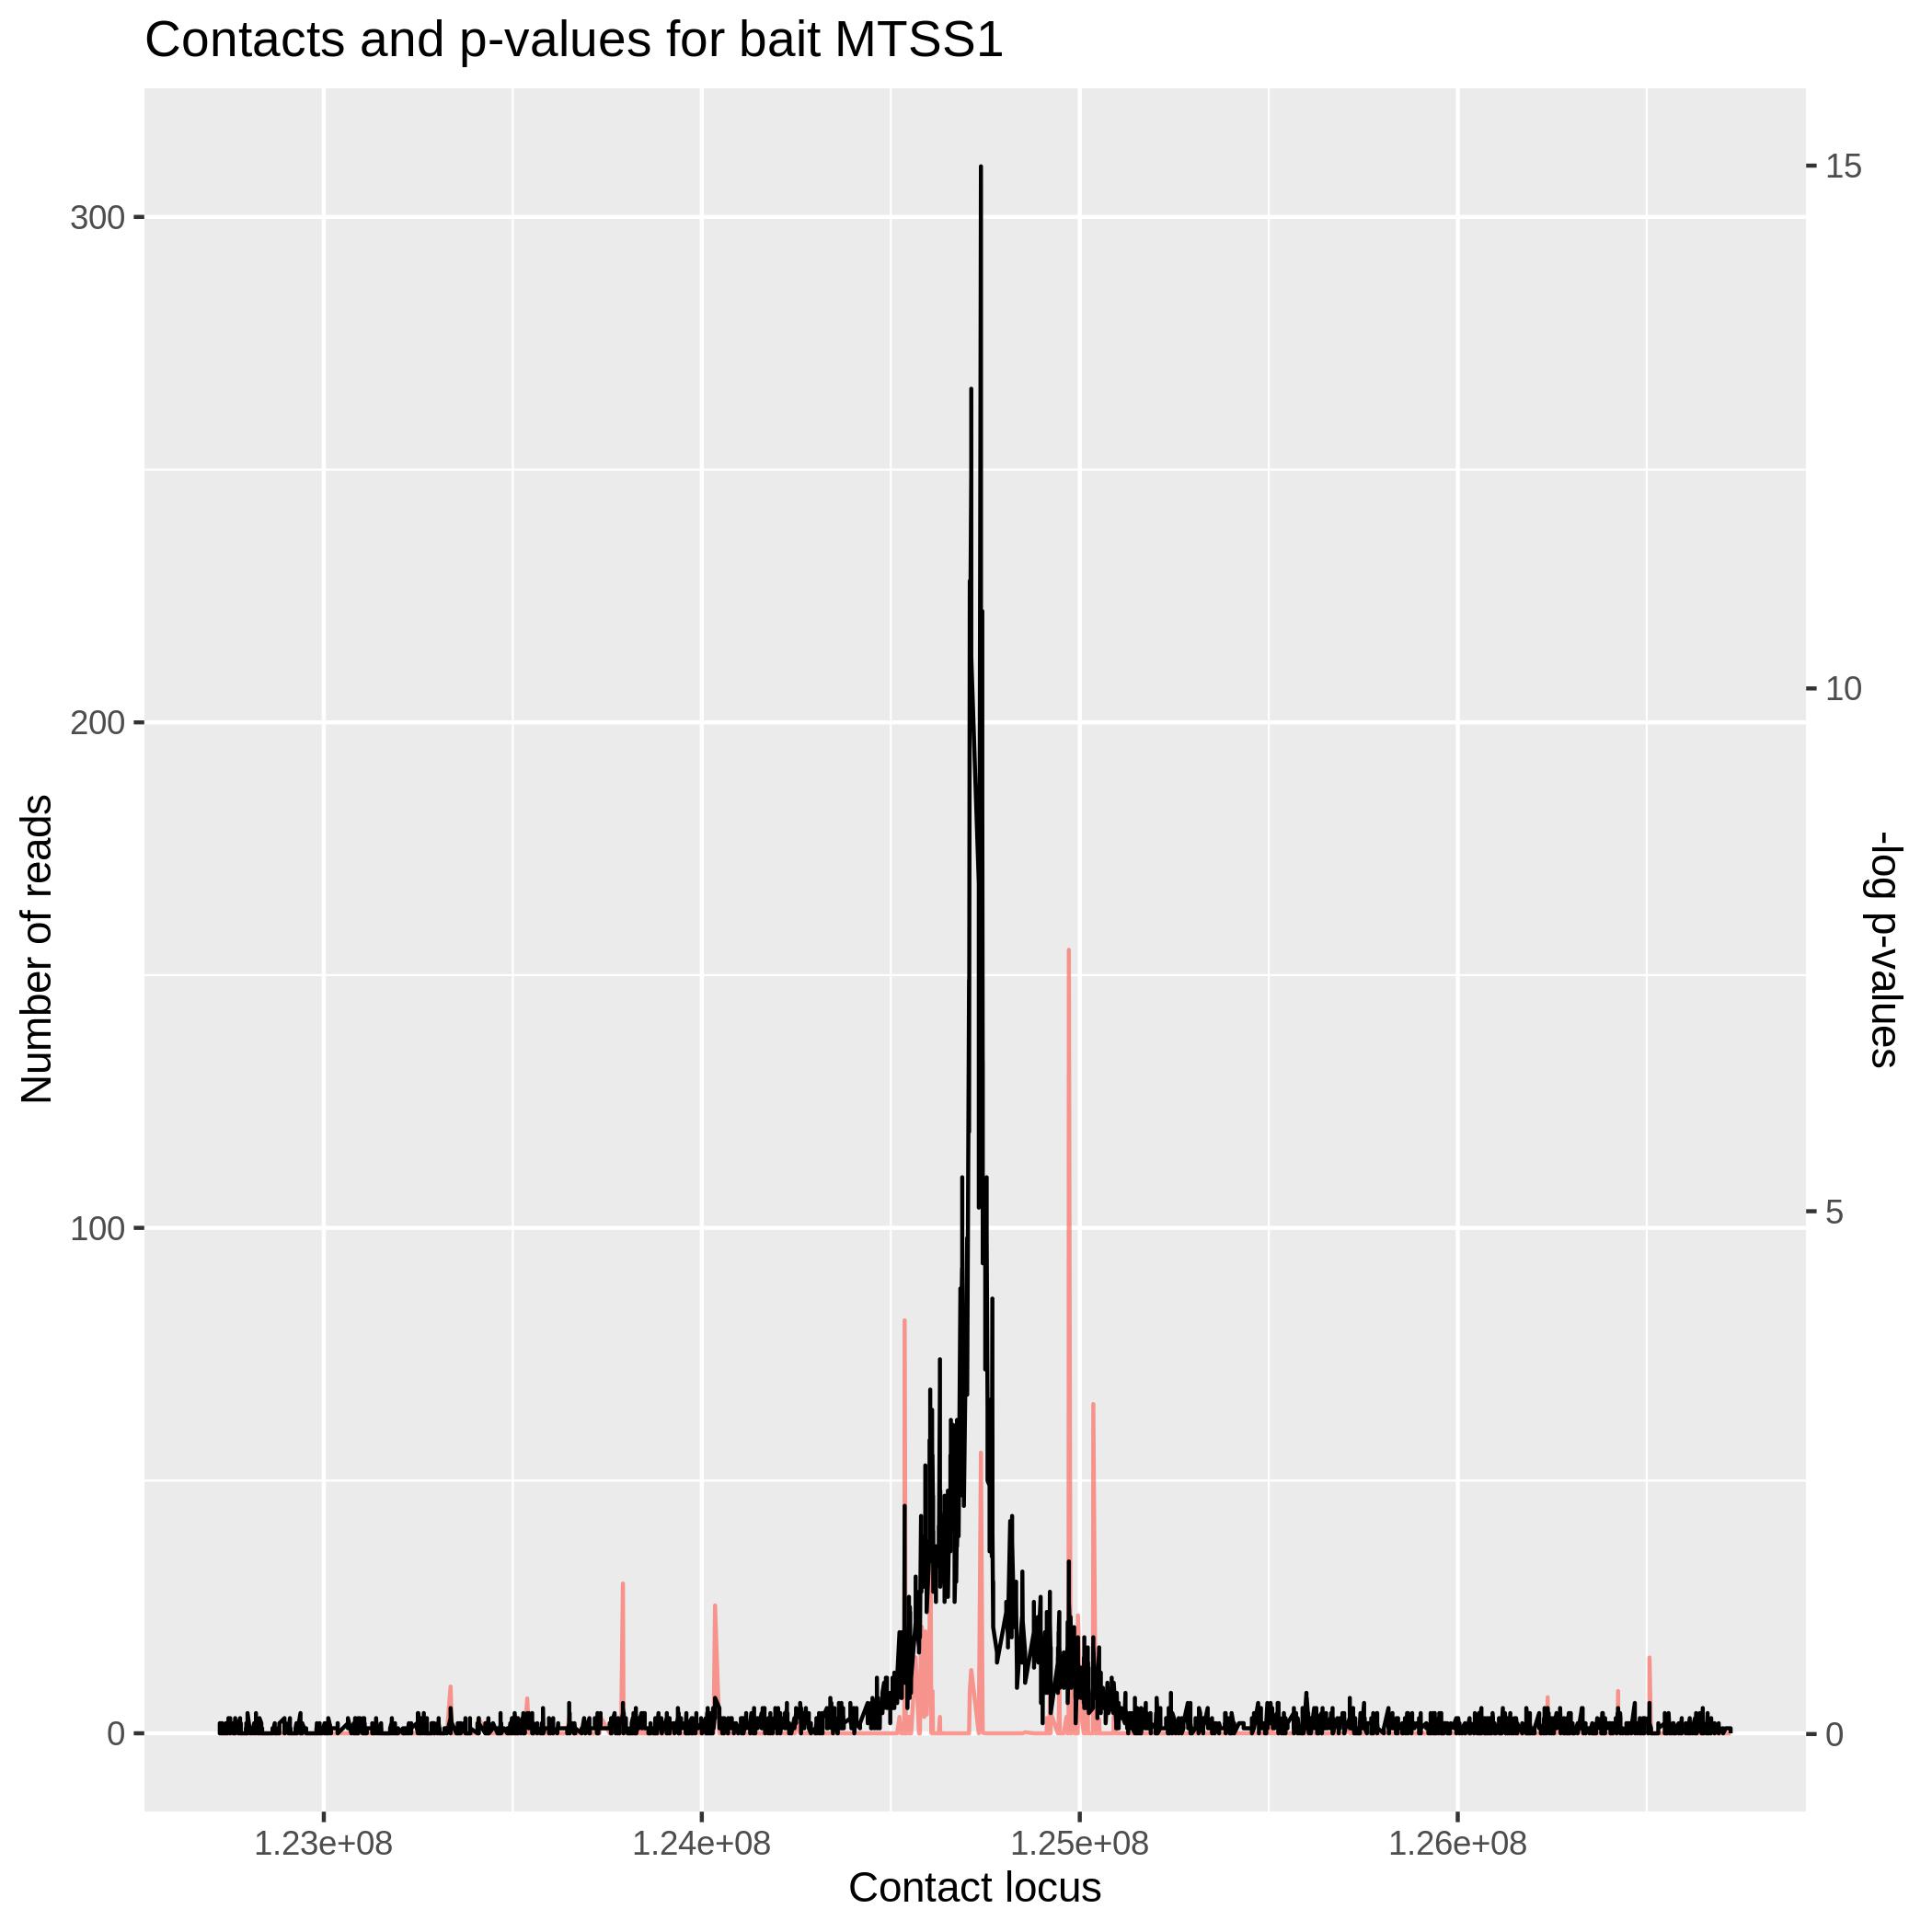 Contacts and p-values for bait MTSS1
Number of reads
300
200
100
0
15
10
5
0
-log p-values
1.23e+08
1.24e+08
1.25e+08
1.26e+08
Contact locus